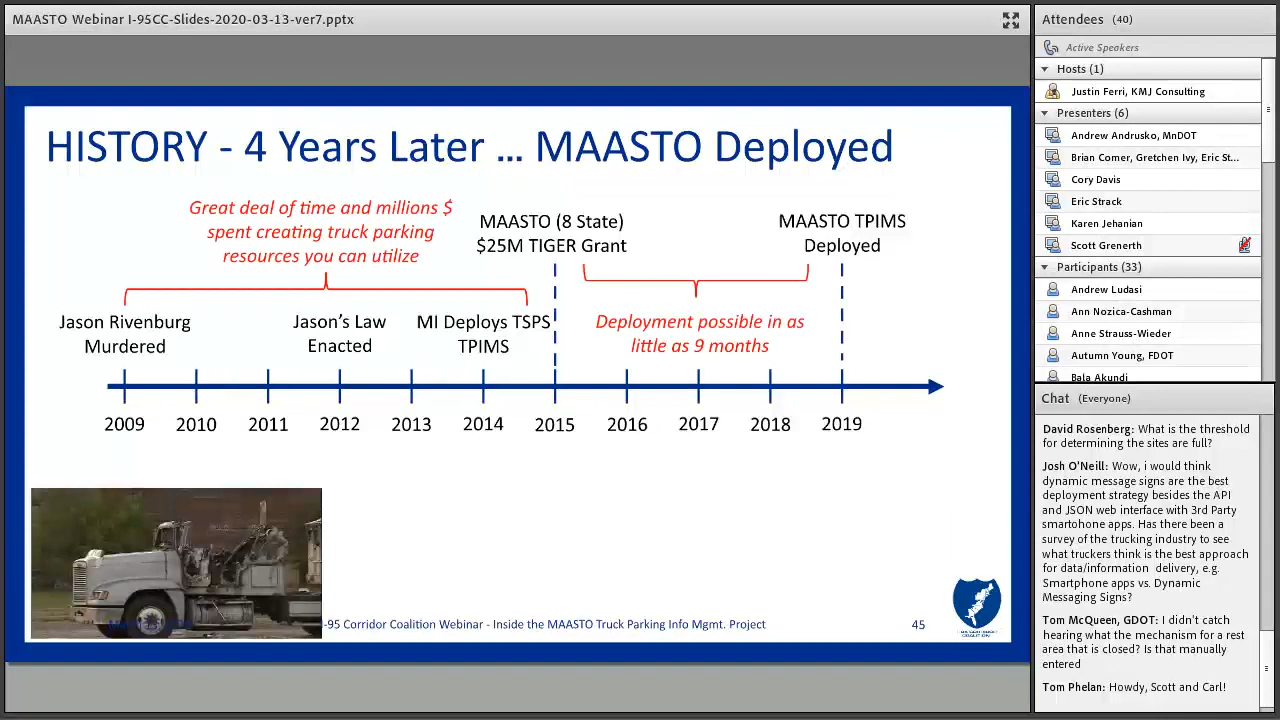 MAASTO Webinar I-95CC-Slides-2020-03-13-ver7.pptx
HISTORY - 4 Years Later … MAASTO Deployed
Great deal of time and millions $
spent creating truck parking
resources you can utilize
MAASTO (8 State)
$25M TIGER Grant
MAASTO TPIMS
Deployed
Jason Rivenburg
Murdered
Jason's Law
Enacted
MI Deploys TSPS
TPIMS
Deployment possible in as
little as 9 months
2009 2010 2011 2012 2013 2014 2015 2016 2017 2018 2019
-95 Corridor Coalition Webinar - Inside the MAASTO Truck Parking Info Mgmt. Project
45
Attendees (40)
Active Speakers
Hosts (1)
Justin Ferri, KMJ Consulting
Presenters (6)
Andrew Andrusko, MnDOT
Brian Comer, Gretchen Ivy, Eric St...
Cory Davis
Eric Strack
Karen Jehanian
Scott Grenerth
Participants (33)
Andrew Ludasi
Ann Nozica-Cashman
Anne Strauss-Wieder
Autumn Young, FDOT
Bala Akundi
Chat (Everyone)
David Rosenberg: What is the threshold
for determining the sites are full?
Josh O'Neill: Wow, i would think
dynamic message signs are the best
deployment strategy besides the API
and JSON web interface with 3rd Party
smartohone apps. Has there been a
survey of the trucking industry to see
what truckers think is the best approach
for data/information delivery, e.g.
Smartphone apps vs. Dynamic
Messaging Signs?
Tom McQueen, GDOT: I didn't catch
hearing what the mechanism for a rest
area that is closed? Is that manually
entered
Tom Phelan: Howdy, Scott and Carl!